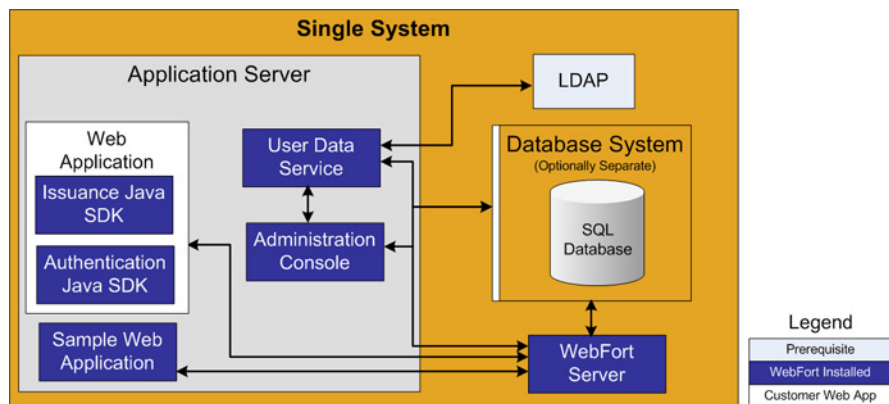 Single System
Application Server
LDAP
Web
Application
User Data
Service
Database System
(Optionally Separate)
Issuance Java
SDK
SQL
Database
Administration
Console
Authentication
Java SDK
Sample Web
Application
WebFort
Server
Legend
Prerequisite
WebFort Installed
Customer Web App